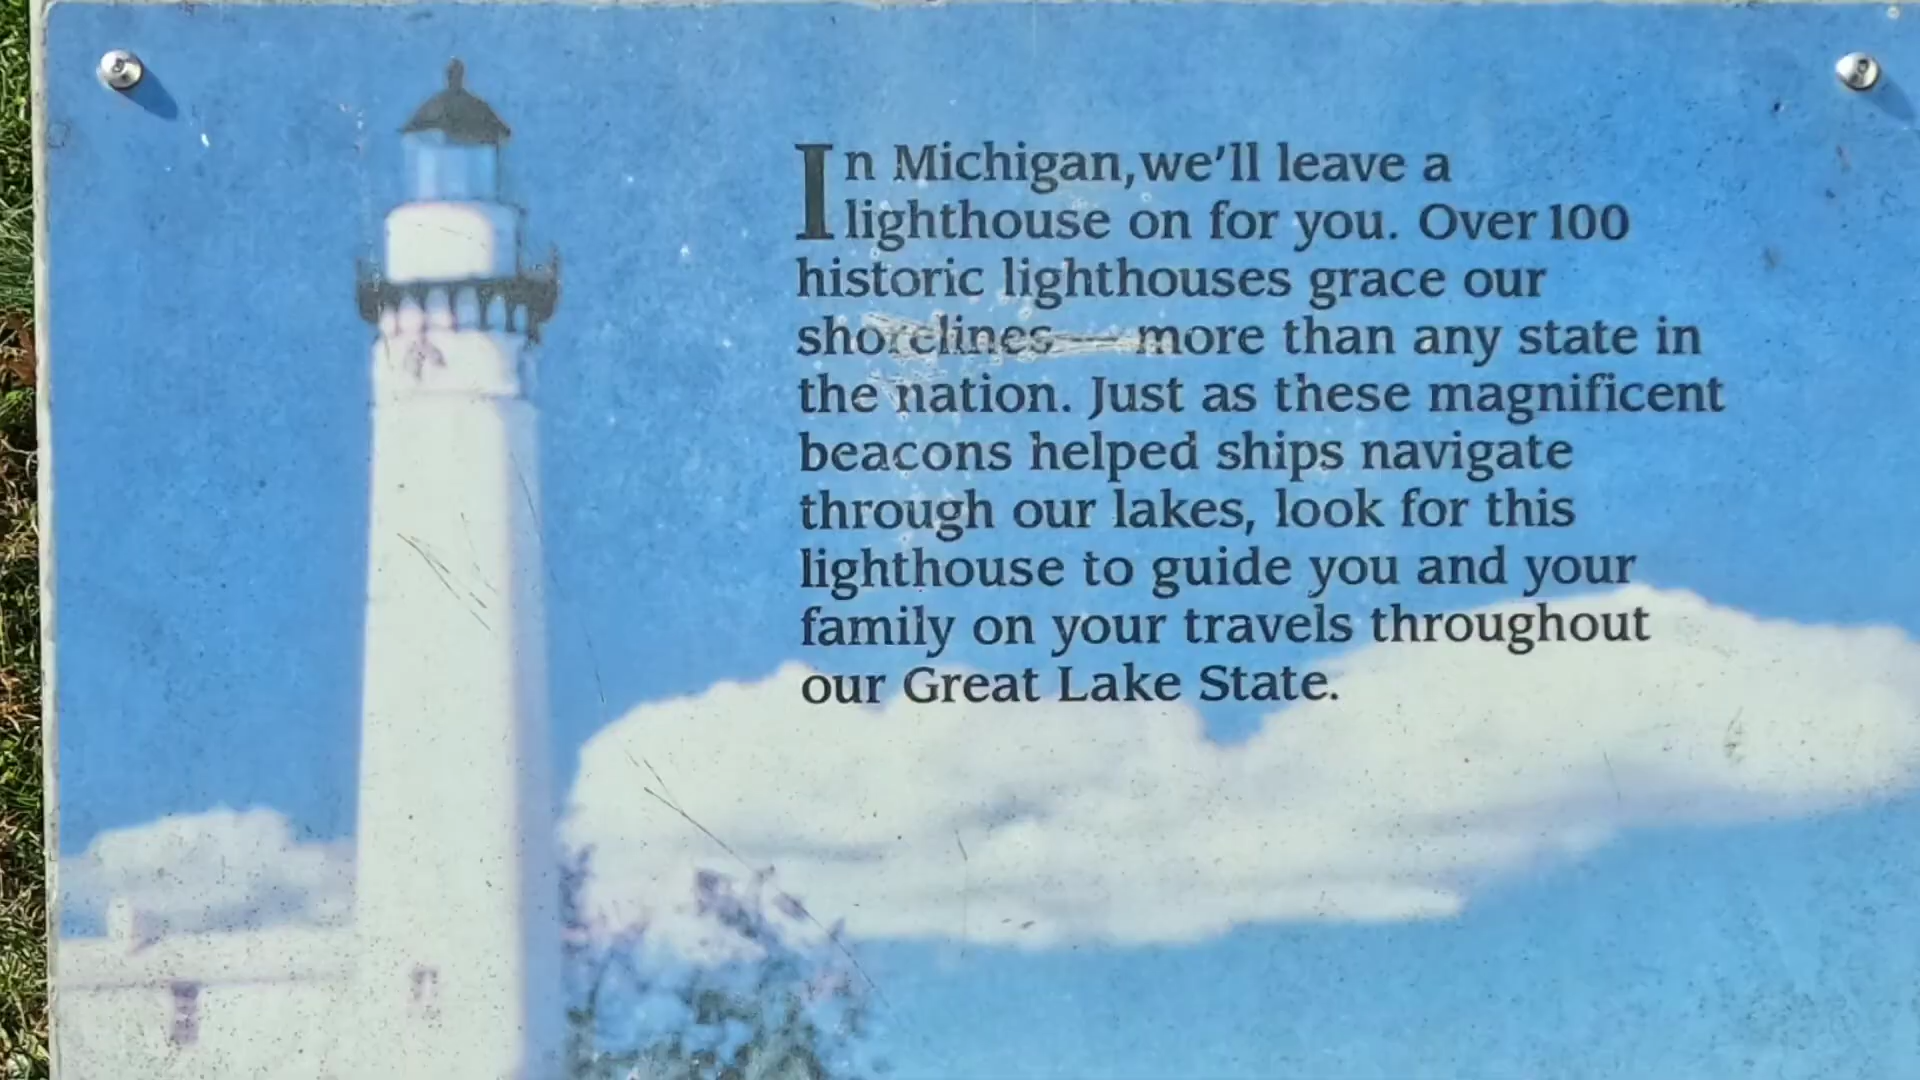 In Michigan, we'll leave a
lighthouse on for you. Over 100
historic lighthouses grace our
shorelines—more than any state in
the nation. Just as these magnificent
beacons helped ships navigate
through our lakes, look for this
lighthouse to guide you and your
family on your travels throughout
our Great Lake State.